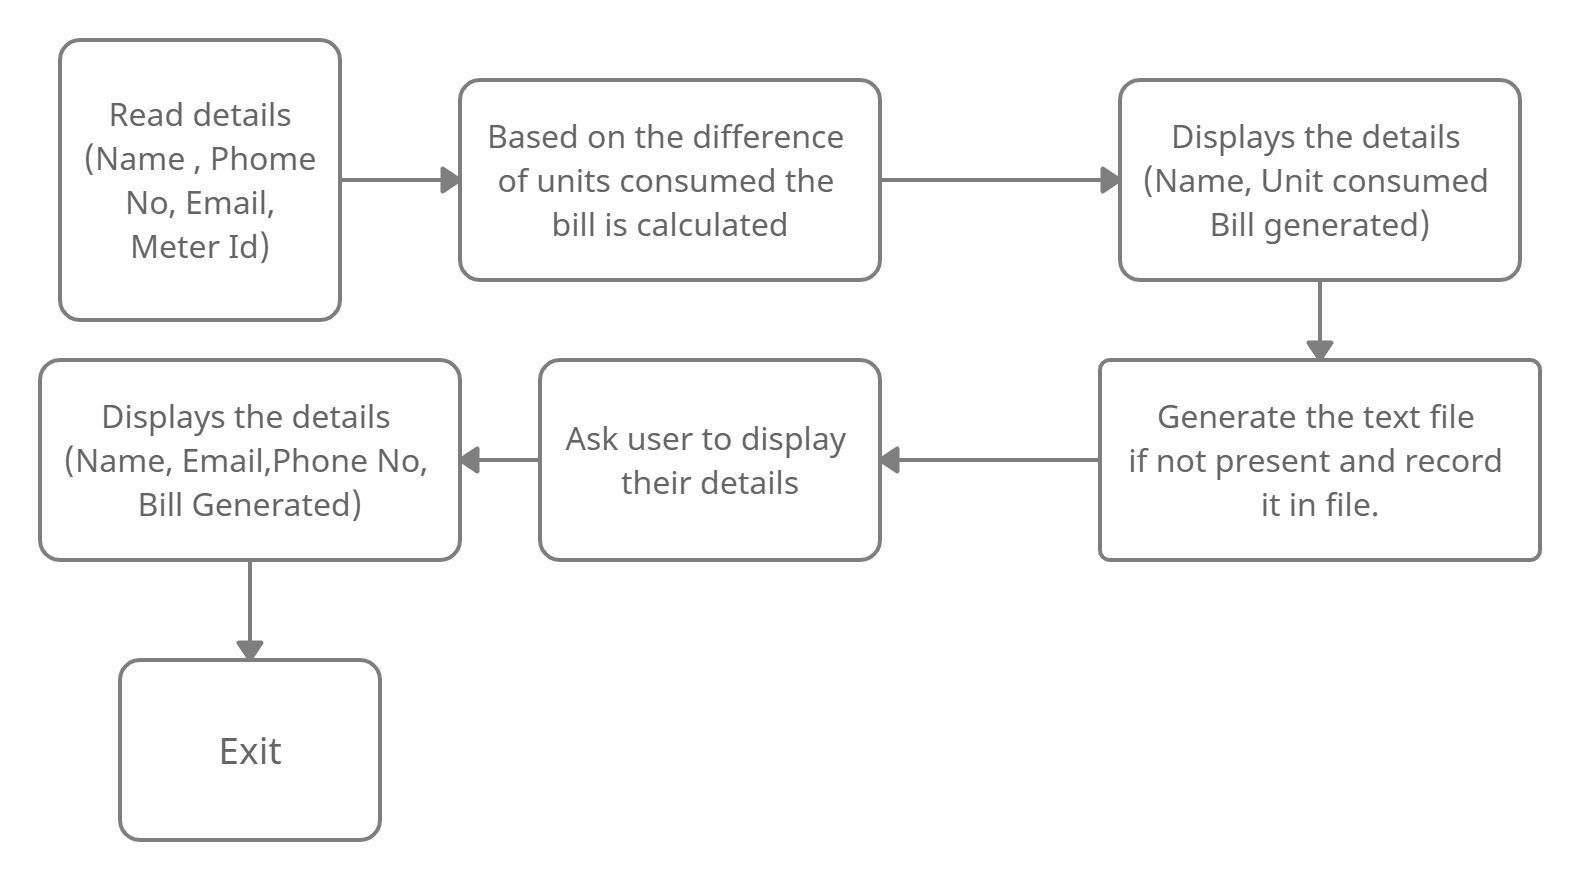 Read details
(Name , Phome
No, Email,
Meter Id)
Based on the difference
of units consumed the
bill is calculated
Displays the details
(Name, Unit consumed
Bill generated)
Generate the text file
if not present and record
it in file.
Ask user to display
their details
Displays the details
(Name, Email,Phone No,
Bill Generated)
Exit